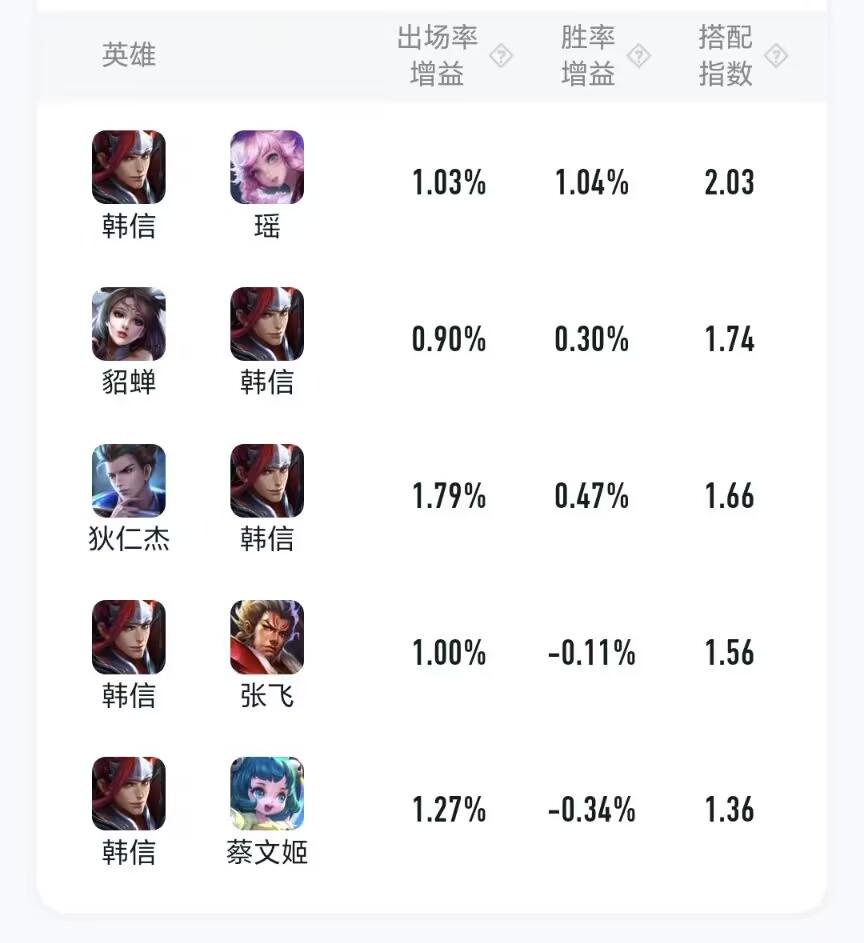 英雄 出场率增益 ? 胜率增益 ? 搭配指数 ?
韩信 瑶 1.03% 1.04% 2.03
貂蝉 韩信 0.90% 0.30% 1.74
狄仁杰 韩信 1.79% 0.47% 1.66
韩信 张飞 1.00% -0.11% 1.56
韩信 蔡文姬 1.27% -0.34% 1.36